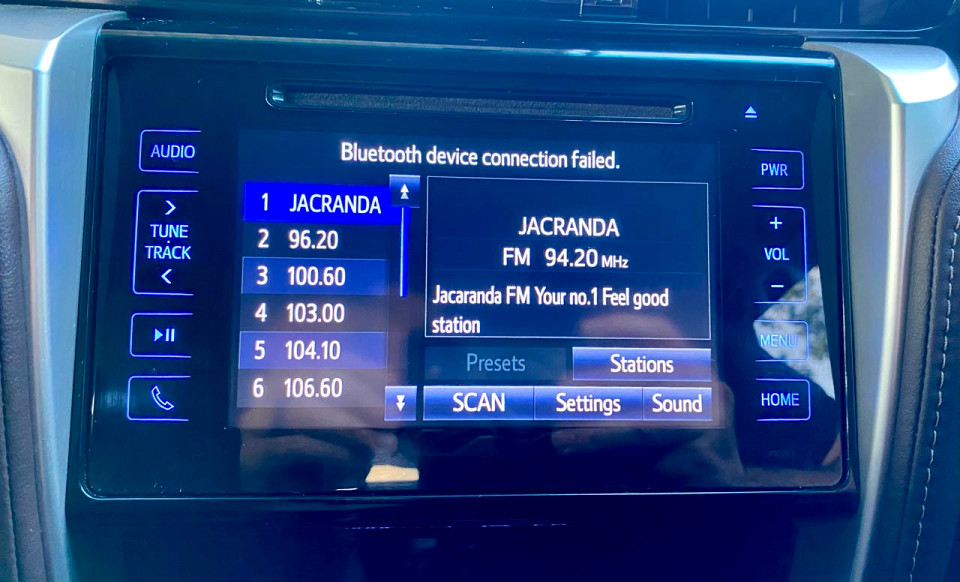 Bluetooth device connection failed.
AUDIO
TUNE
TRACK
1 JACRANDA
2 96.20
3 100.60
4 103.00
5 104.10
6 106.60
JACRANDA
FM 94.20 MHz
Jacaranda FM Your no.1 Feel good
station
Presets
Stations
SCAN
Settings
Sound
PWR
+
VOL
-
MENU
HOME